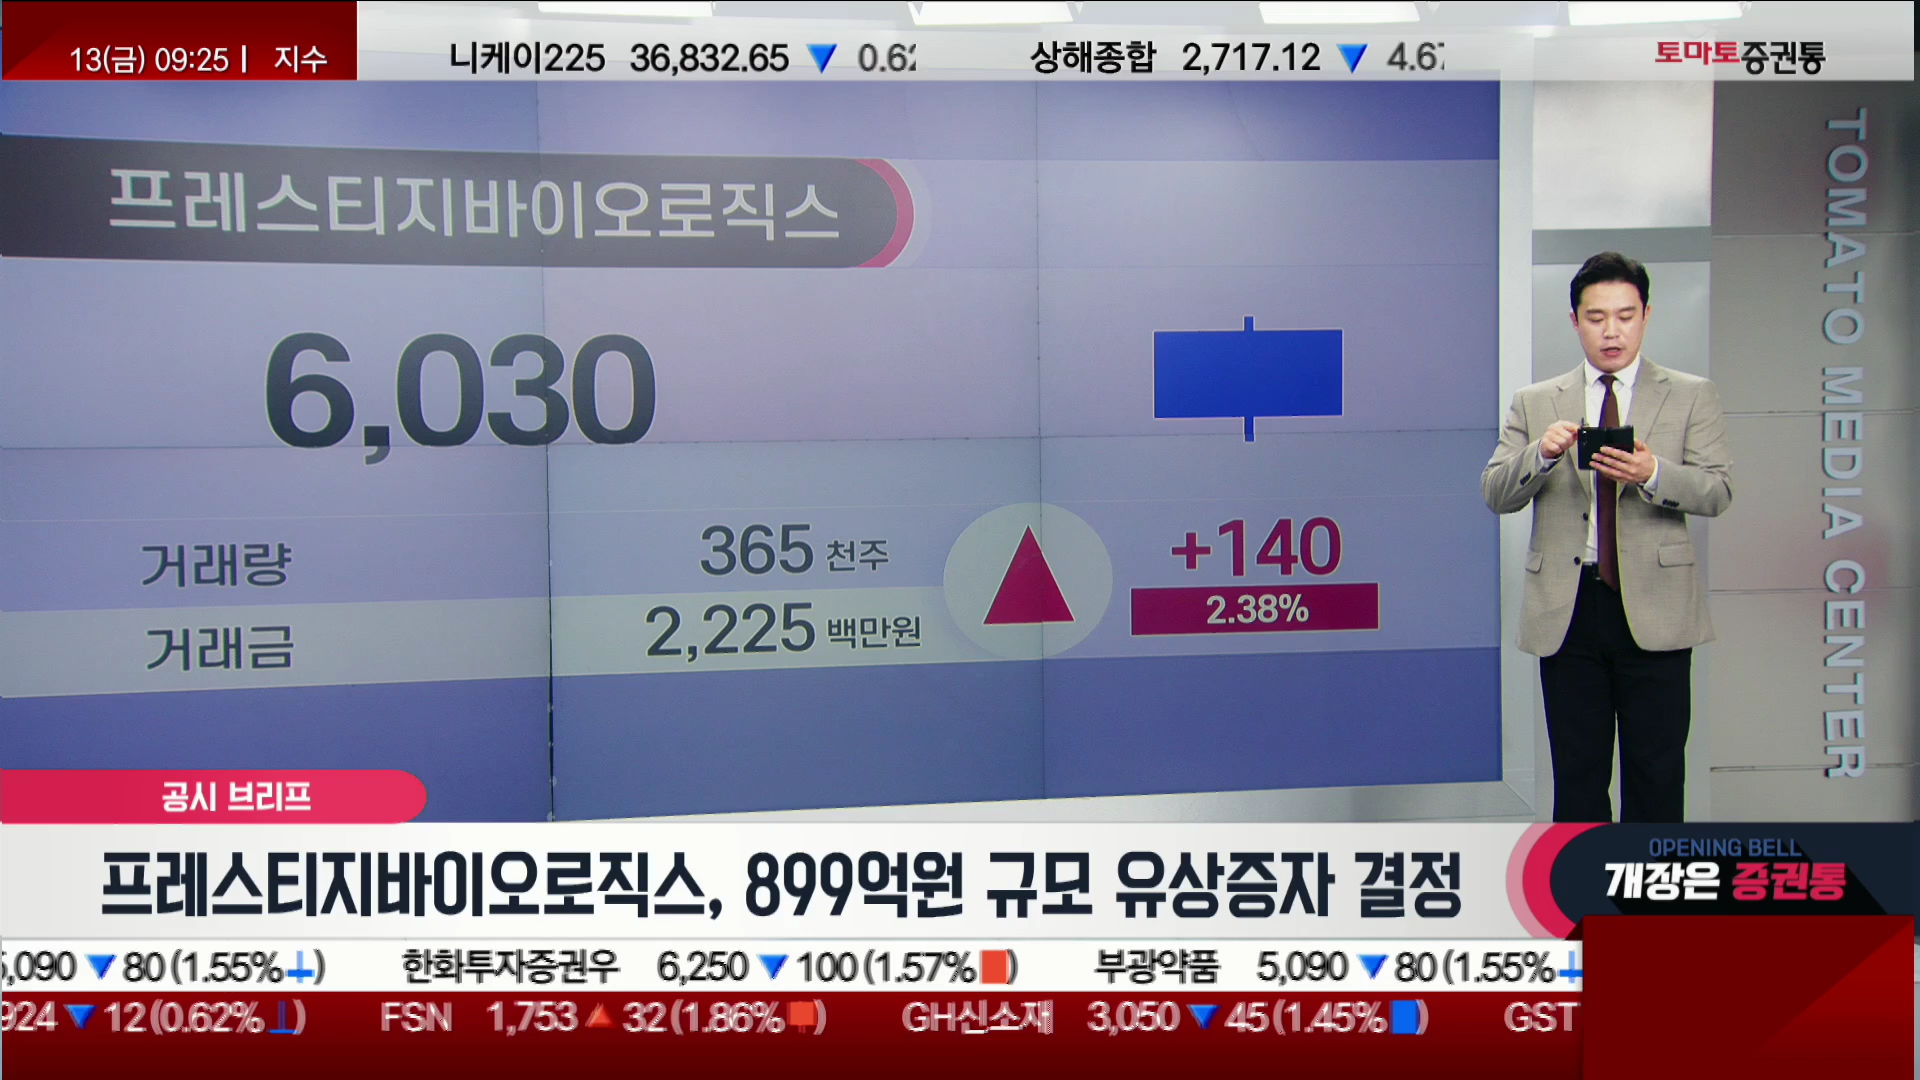 13(금) 09:25 | 지수 니케이225 36,832.65 ▼ 0.62 상해종합 2,717.12 ▼ 4.67 토마토증권통
프레스티지바이오로직스
6,030
거래량 365 천주 ▲ +140
거래금 2,225 백만원 2.38%
TOMATO MEDIA CENTER
공시 브리프
프레스티지바이오로직스, 899억원 규모 유상증자 결정
OPENING BELL
개장은 증권통
5,090 ▼ 80 (1.55%) 한화투자증권우 6,250 ▼ 100 (1.57%) 부광약품 5,090 ▼ 80 (1.55%
924 ▼ 12 (0.62%) FSN 1,753 ▲ 32 (1.86%) GH신소재 3,050 ▼ 45 (1.45%) GST